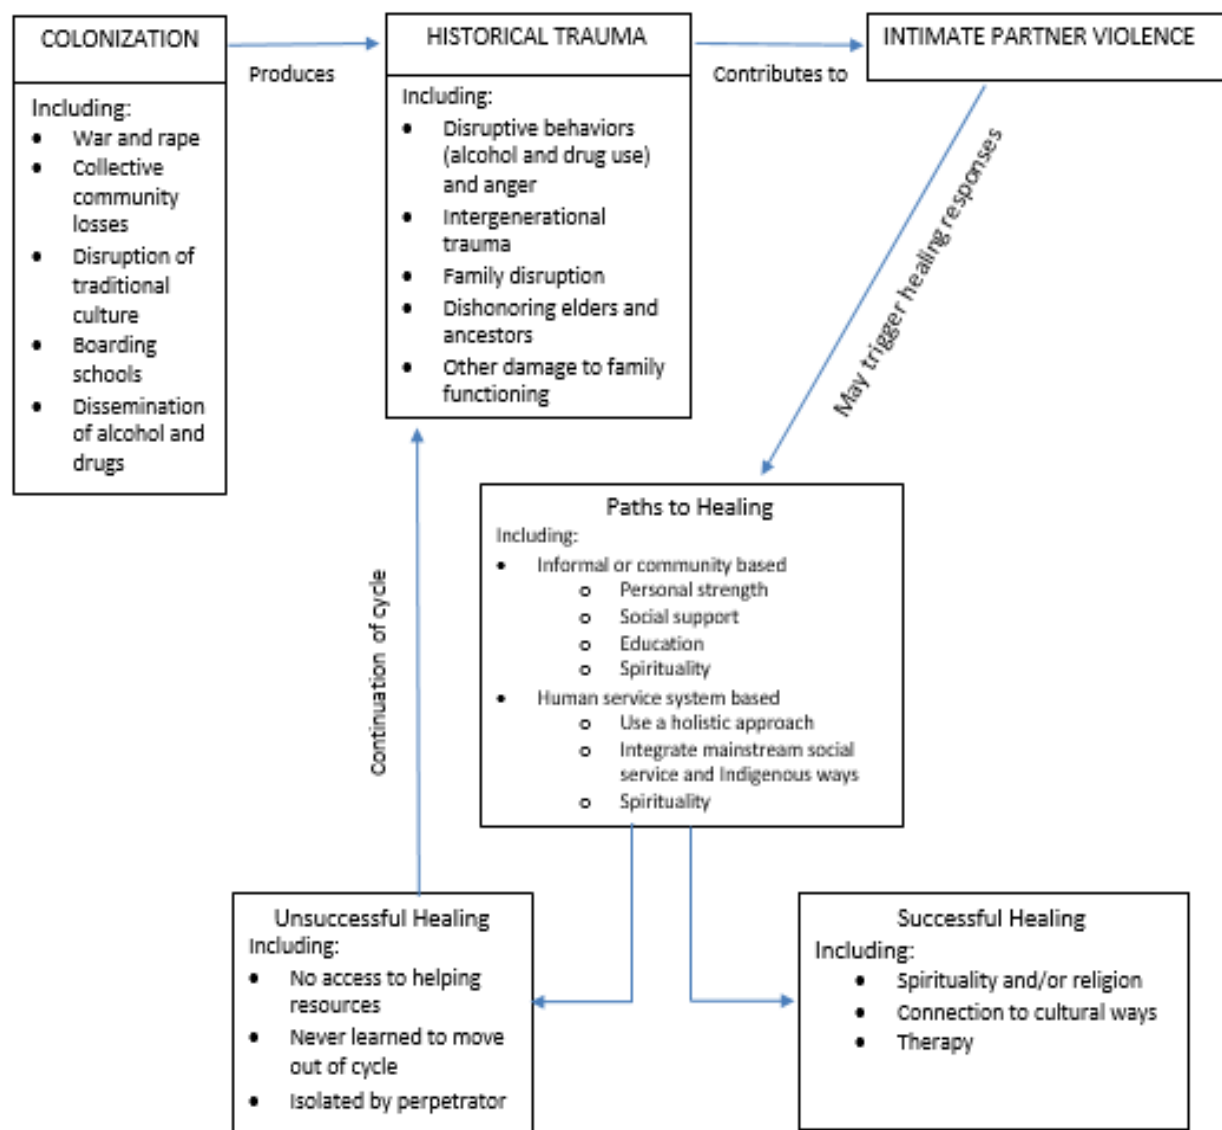 COLONIZATION
Including:
• War and rape
• Collective
community
losses
• Disruption of
traditional
culture
• Boarding
schools
• Dissemination
of alcohol and
drugs
Produces
HISTORICAL TRAUMA
Including:
• Disruptive behaviors
(alcohol and drug use)
and anger
• Intergenerational
trauma
• Family disruption
• Dishonoring elders and
ancestors
• Other damage to family
functioning
Contributes to
INTIMATE PARTNER VIOLENCE
May trigger healing responses
Paths to Healing
Including:
• Informal or community based
o Personal strength
o Social support
o Education
o Spirituality
• Human service system based
o Use a holistic approach
o Integrate mainstream social
service and Indigenous ways
o Spirituality
Continuation of cycle
Unsuccessful Healing
Including:
• No access to helping
resources
• Never learned to move
out of cycle
• Isolated by perpetrator
Successful Healing
Including:
• Spirituality and/or religion
• Connection to cultural ways
• Therapy